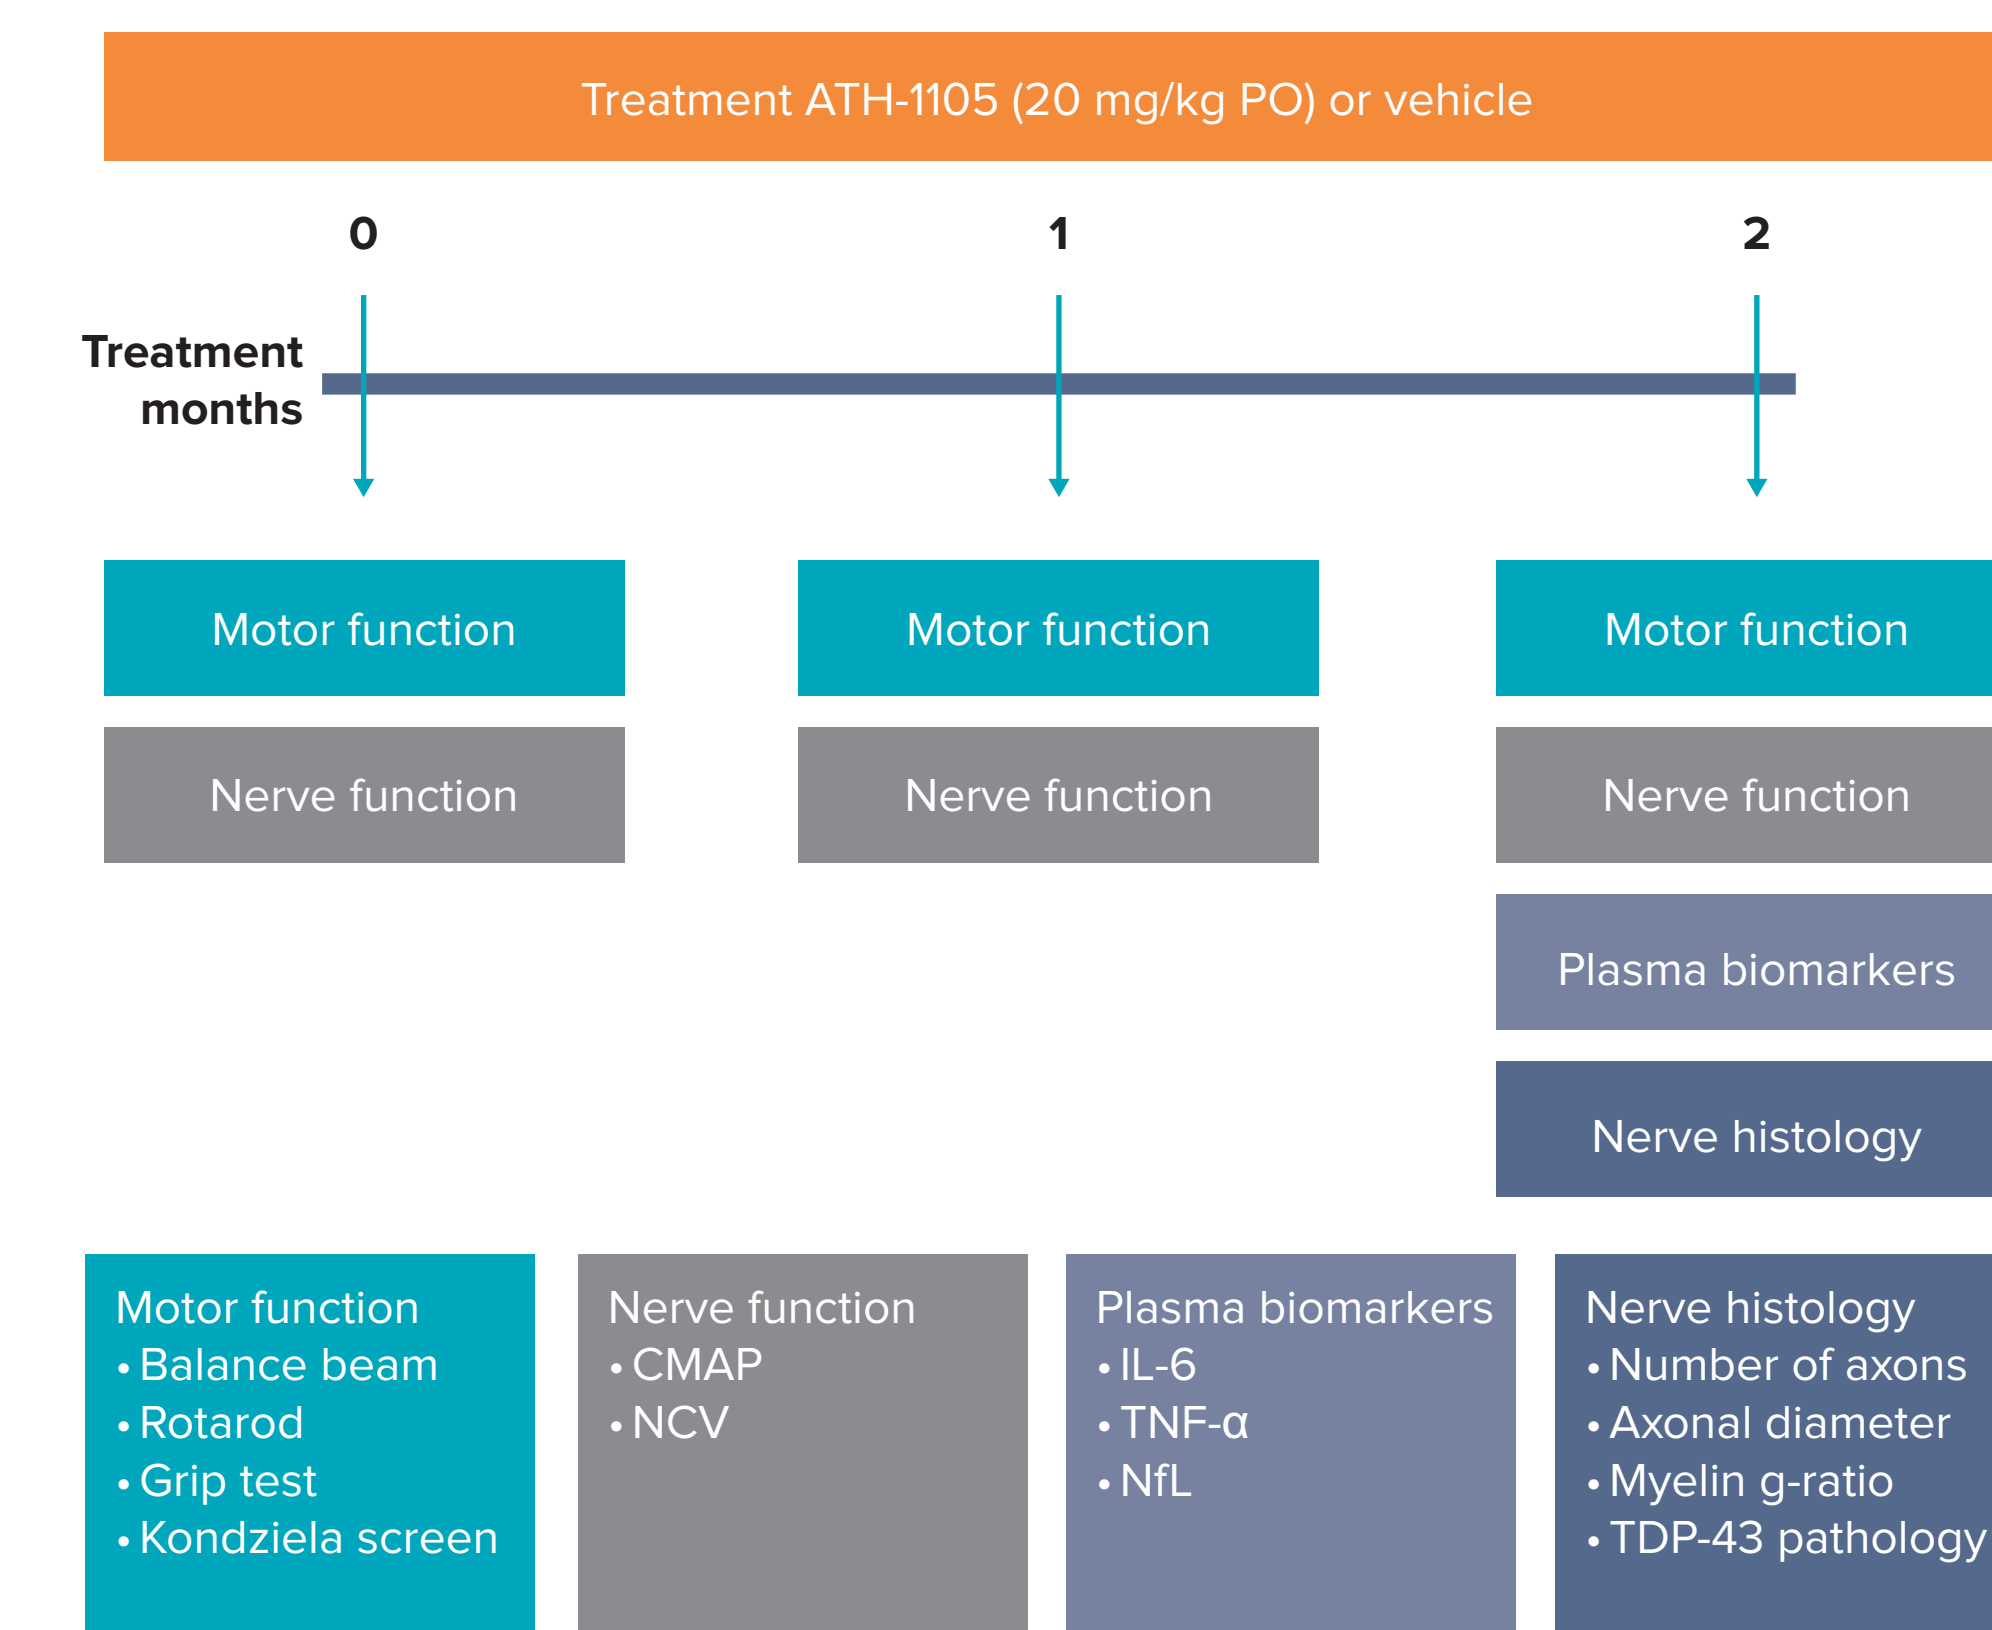 Treatment ATH-1105 (20 mg/kg PO) or vehicle
0
1
2
Treatment
months
Motor function
Motor function
Motor function
Nerve function
Nerve function
Nerve function
Plasma biomarkers
Nerve histology
Motor function
• Balance beam
• Rotarod
• Grip test
• Kondziela screen
Nerve function
• CMAP
• NCV
Plasma biomarkers
• IL-6
• TNF-α
• NfL
Nerve histology
• Number of axons
• Axonal diameter
• Myelin g-ratio
• TDP-43 pathology